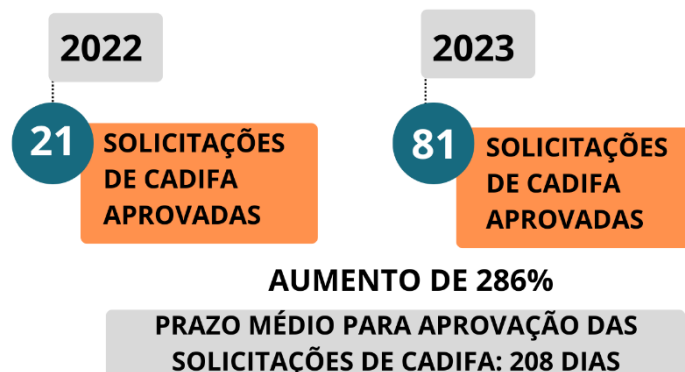 2022
21
SOLICITAÇÕES
DE CADIFA
APROVADAS
2023
81
SOLICITAÇÕES
DE CADIFA
APROVADAS
AUMENTO DE 286%
PRAZO MÉDIO PARA APROVAÇÃO DAS
SOLICITAÇÕES DE CADIFA: 208 DIAS